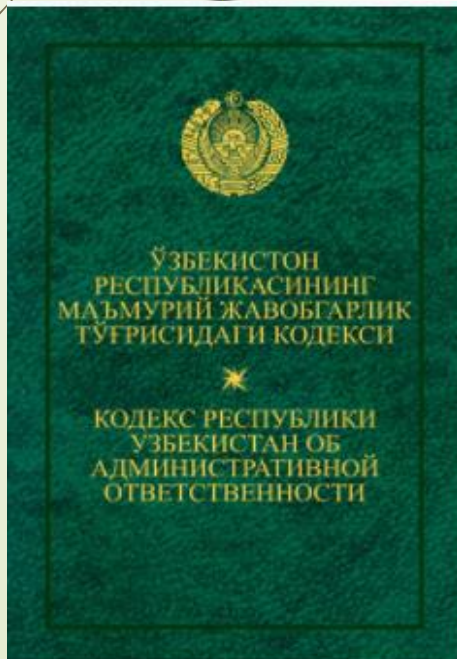 ЎЗБЕКИСТОН
РЕСПУБЛИКАСИНИНГ
МАЪМУРИЙ ЖАВОБГАРЛИК
ТЎҒРИСИДАГИ КОДЕКСИ
КОДЕКС РЕСПУБЛИКИ
УЗБЕКИСТАН ОБ
АДМИНИСТРАТИВНОЙ
ОТВЕТСТВЕННОСТИ